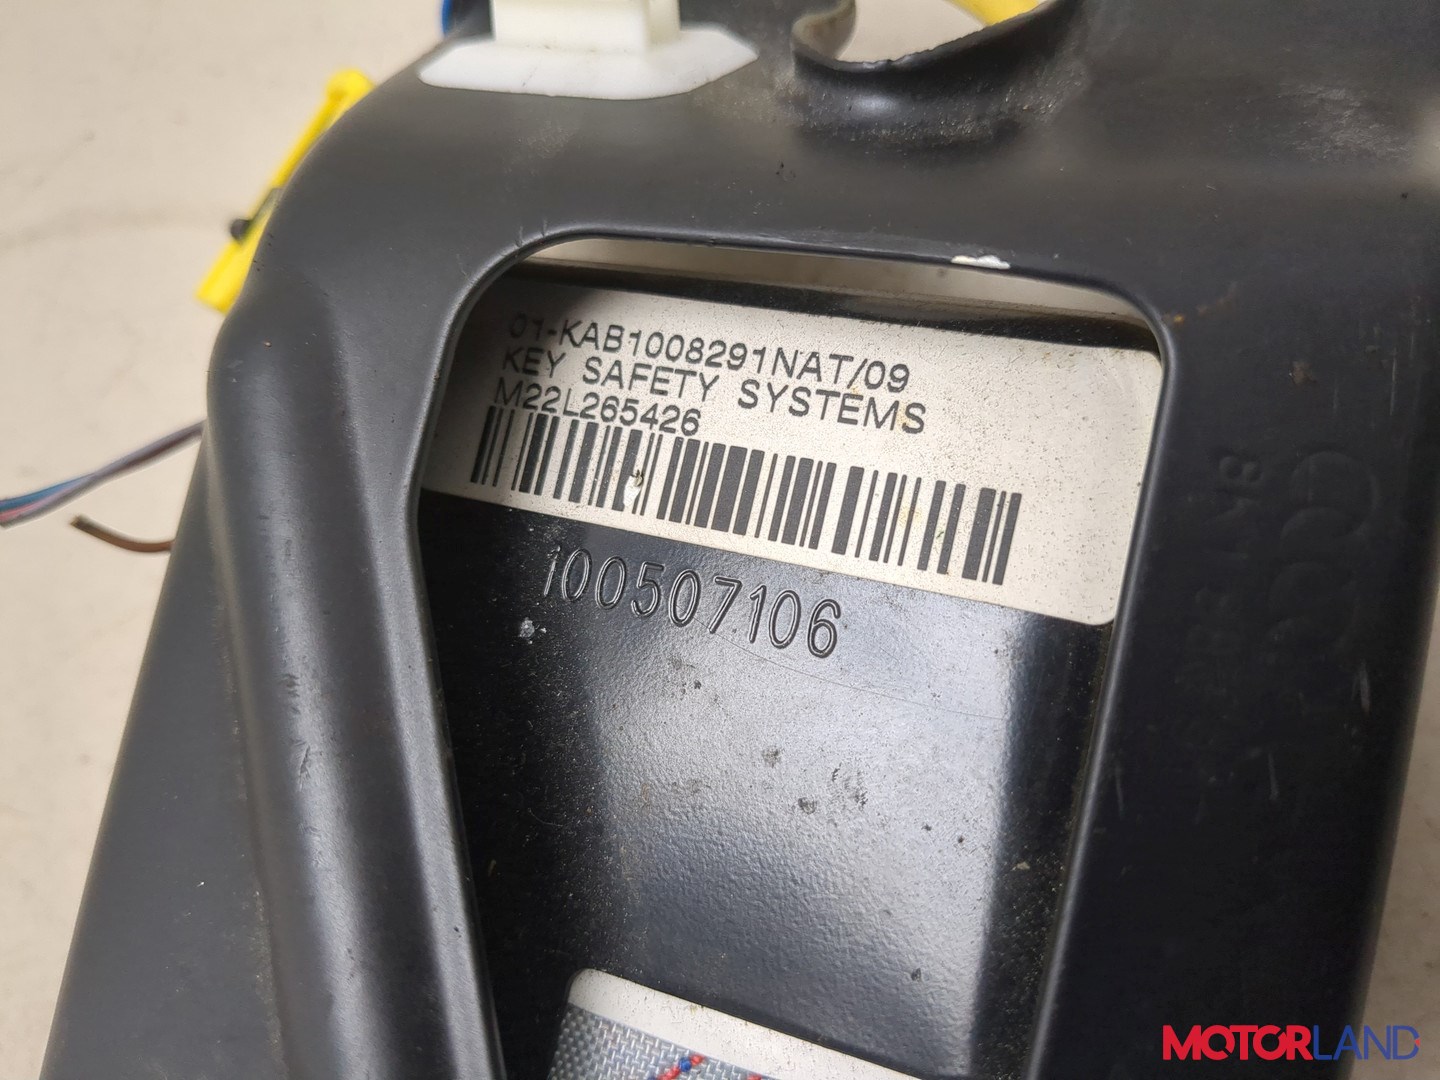 01-KAB1008291NAT/09
KEY SAFETY SYSTEMS
M22L265426
100507106
MOTORLAND